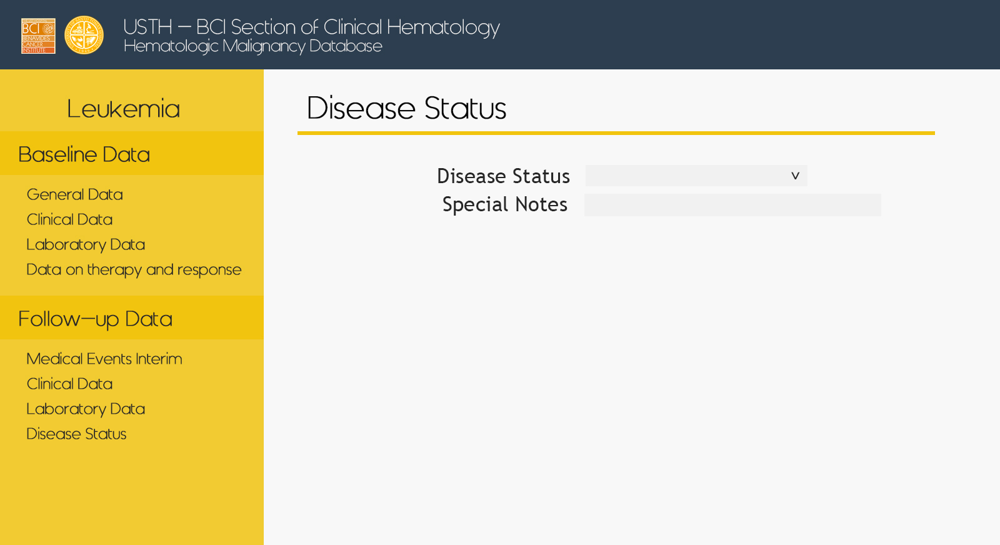 BCI
BENAVIDES
CANCER
INSTITUTE
USTH – BCI Section of Clinical Hematology
Hematologic Malignancy Database
Leukemia
Baseline Data
General Data
Clinical Data
Laboratory Data
Data on therapy and response
Follow-up Data
Medical Events Interim
Clinical Data
Laboratory Data
Disease Status
Disease Status
Disease Status
Special Notes